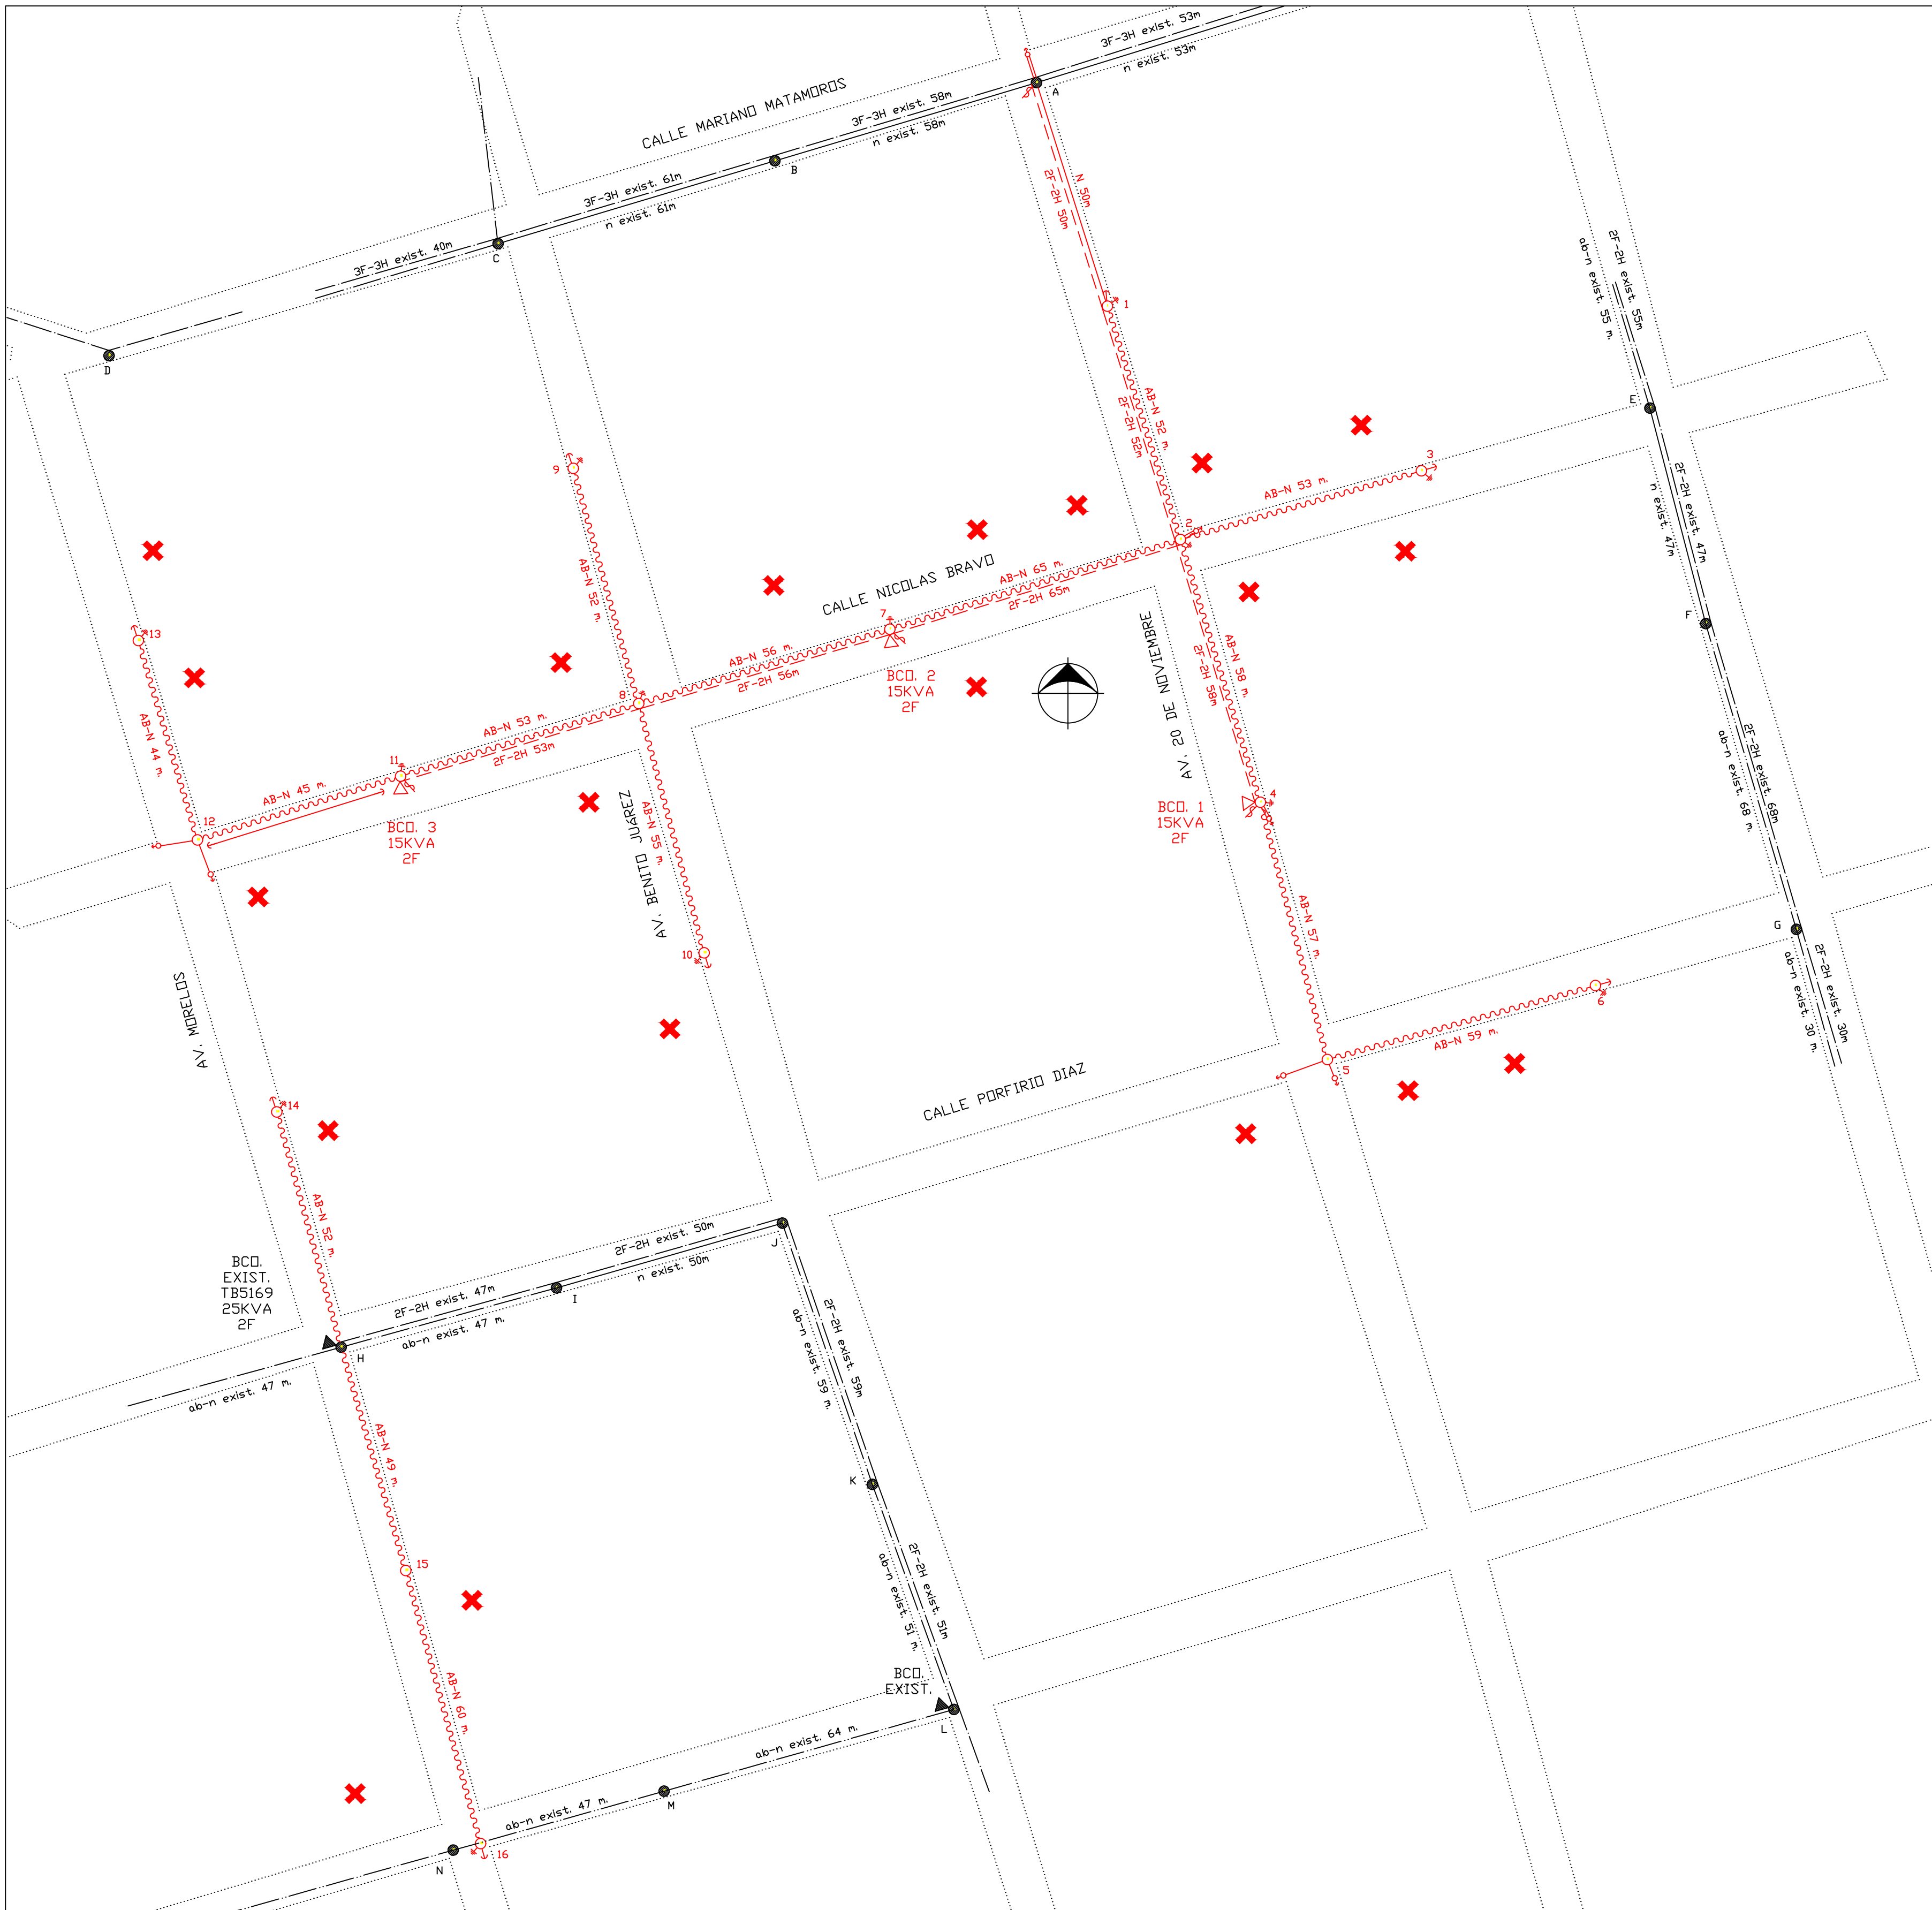 3F-3H exist. 53m
n exist. 53m
A
CALLE MARIANO MATAMOROS
3F-3H exist. 58m
n exist. 58m
B
3F-3H exist. 61m
n exist. 61m
C
3F-3H exist. 40m
D
N 50m
2F-2H 50m
1
2F-2H exist. 55m
ab-n exist. 55 m.
E
AB-N 52 m.
2F-2H 52m
3
AB-N 53 m.
2
9
2F-2H exist. 47m
n exist. 47m
F
AB-N 52 m.
CALLE NICOLAS BRAVO
AB-N 65 m.
2F-2H 65m
7
13
AB-N 56 m.
2F-2H 56m
BCO. 2
15KVA
2F
8
AV. 20 DE NOVIEMBRE
AB-N 58 m.
2F-2H 58m
AB-N 44 m.
AB-N 53 m.
2F-2H 53m
11
AB-N 45 m.
12
BCO. 3
15KVA
2F
2F-2H exist. 68m
ab-n exist. 68 m.
4
BCO. 1
15KVA
2F
AV. BENITO JUÁREZ
AB-N 55 m.
10
AB-N 57 m.
G
2F-2H exist. 30m
ab-n exist. 30 m.
6
AV. MORELOS
AB-N 59 m.
5
CALLE PORFIRIO DIAZ
14
AB-N 52 m.
2F-2H exist. 50m
n exist. 50m
J
BCO.
EXIST.
TB5169
25KVA
2F
2F-2H exist. 47m
ab-n exist. 47 m.
I
H
ab-n exist. 47 m.
2F-2H exist. 59m
ab-n exist. 59 m.
AB-N 49 m.
K
15
2F-2H exist. 51m
ab-n exist. 51 m.
AB-N 60 m.
BCO.
EXIST.
L
ab-n exist. 64 m.
M
ab-n exist. 47 m.
N
16